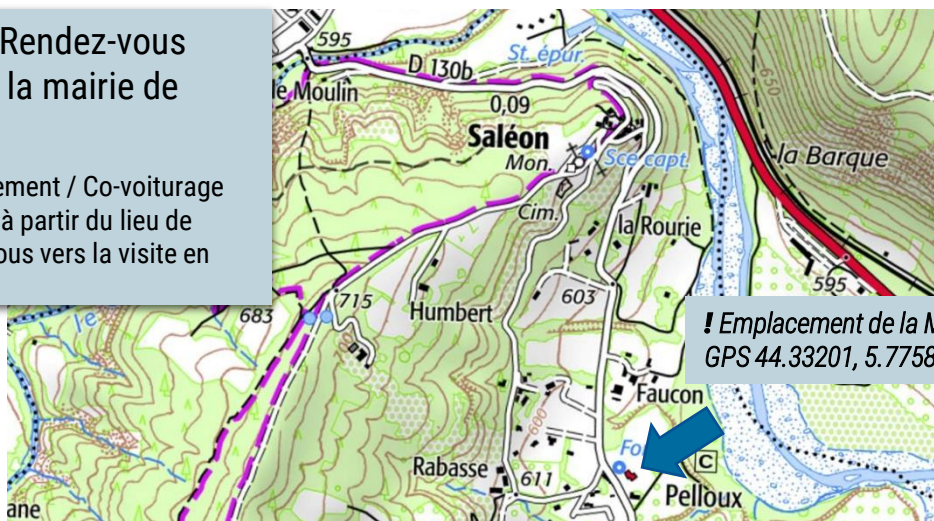 Rendez-vous
la mairie de
ement / Co-voiturage
à partir du lieu de
ous vers la visite en
595
D 130b
St. épur.
le Moulin
0,09
Saléon
Mon.
Sce capt.
la Barque
Cim.
la Rourie
683
715
Humbert
603
595
! Emplacement de la M
GPS 44.33201, 5.7758
le
Faucon
600
Fo
C
Rabasse
611
Pelloux
ane
650